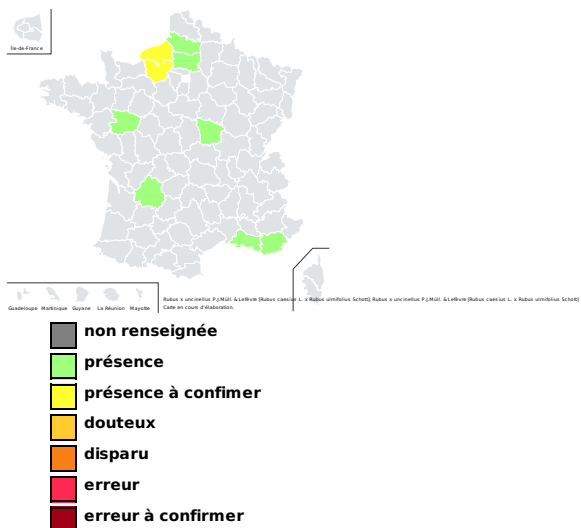 Île-de-France
Guadeloupe Martinique Guyane La Réunion Mayotte
Rubus x uncinellus P.J.Müll. & Lefèvre [Rubus caesius L. x Rubus ulmifolius Schott], Rubus x uncinellus P.J.Müll. & Lefèvre [Rubus caesius L. x Rubus ulmifolius Schott]
Carte en cours d'élaboration.
non renseignée
présence
présence à confimer
douteux
disparu
erreur
erreur à confirmer